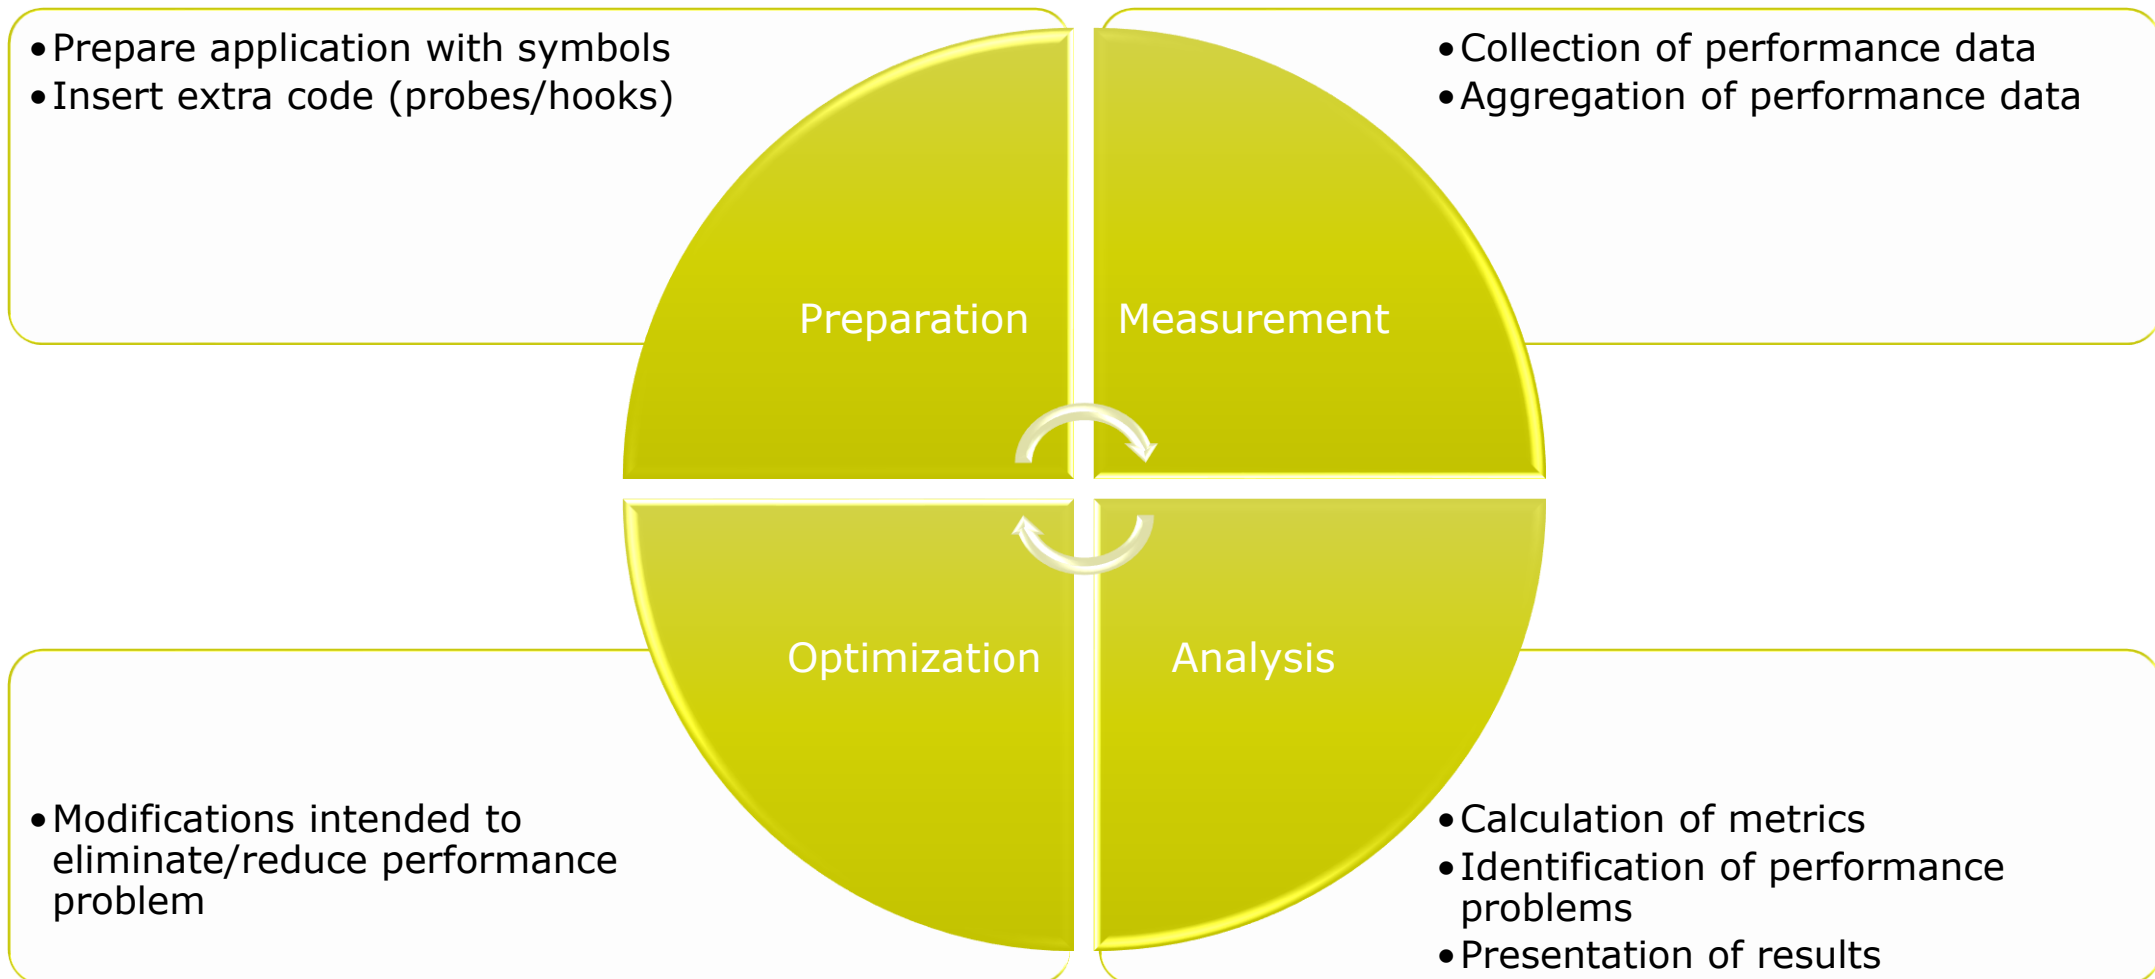 •Prepare application with symbols
•Insert extra code (probes/hooks)
•Collection of performance data
•Aggregation of performance data
Preparation
Measurement
Optimization
Analysis
•Modifications intended to
eliminate/reduce performance
problem
•Calculation of metrics
•Identification of performance
problems
•Presentation of results